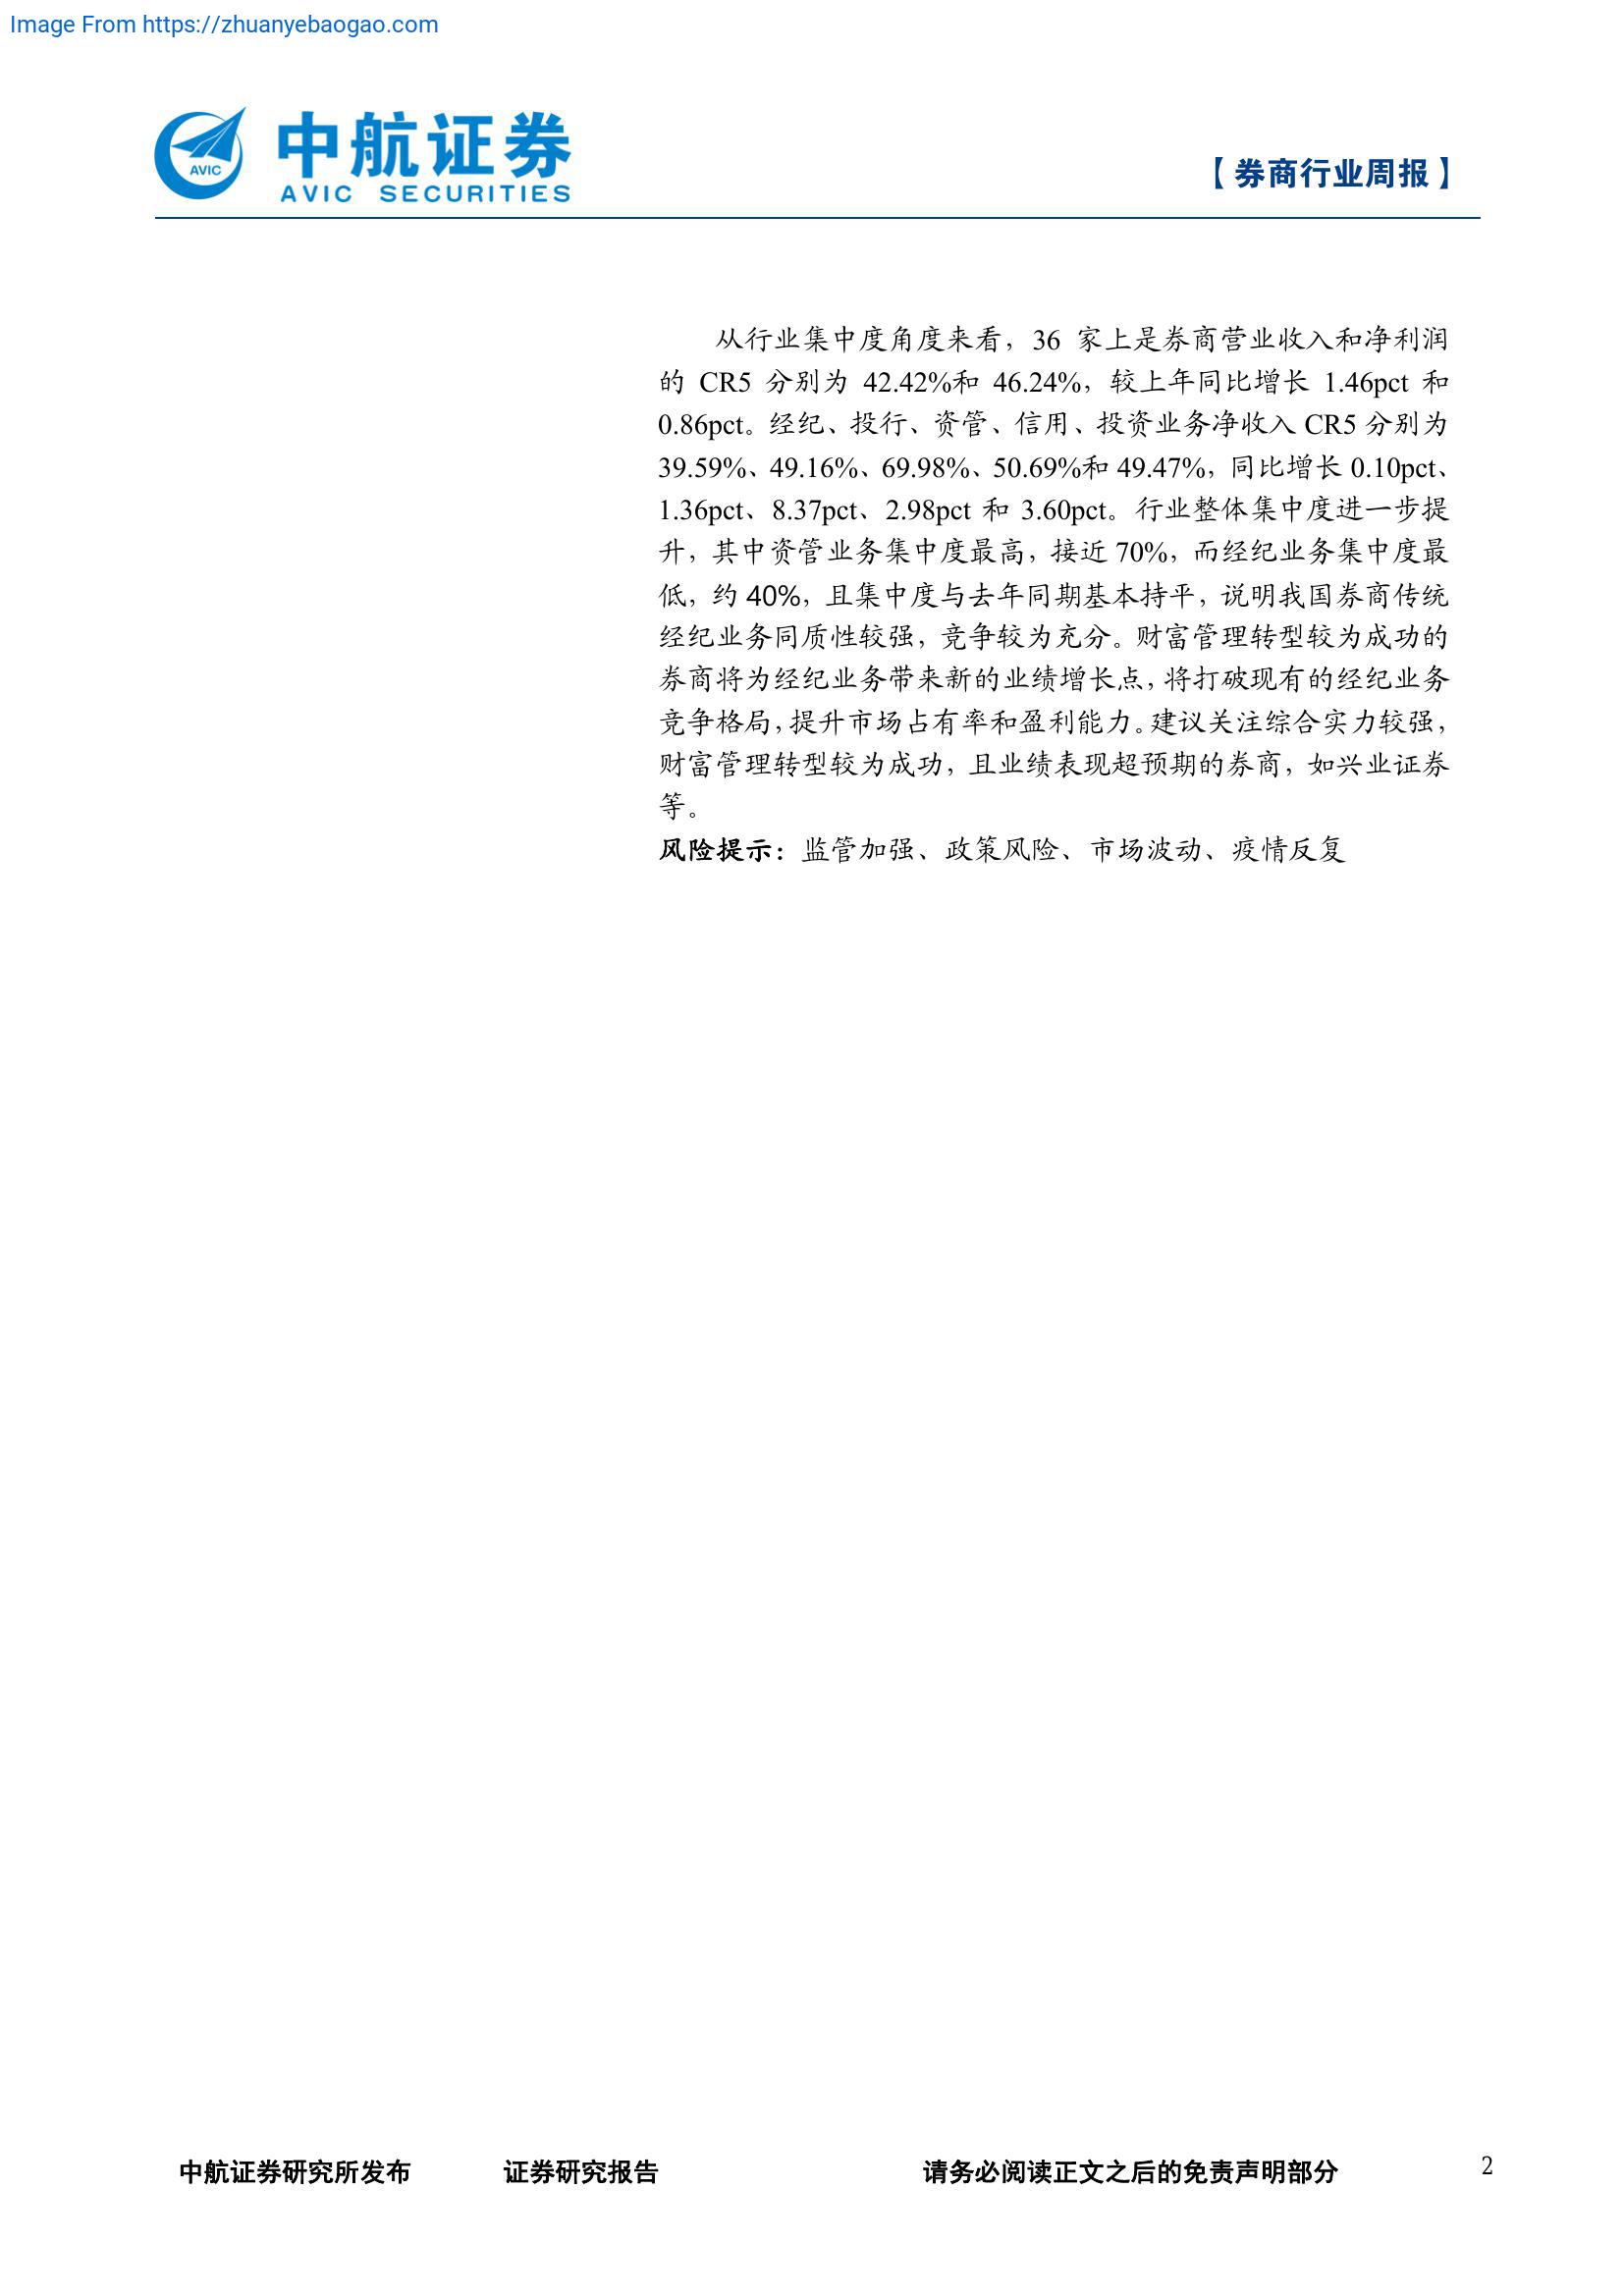 Image From https://zhuanyebaogao.com
AVIC
中航证券
AVIC SECURITIES
【券商行业周报】
从行业集中度角度来看，36 家上是券商营业收入和净利润
的 CR5 分别为 42.42%和 46.24%，较上年同比增长 1.46pct 和
0.86pct。经纪、投行、资管、信用、投资业务净收入 CR5 分别为
39.59%、49.16%、69.98%、50.69%和 49.47%，同比增长 0.10pct、
1.36pct、8.37pct、2.98pct 和 3.60pct。行业整体集中度进一步提
升，其中资管业务集中度最高，接近 70%，而经纪业务集中度最
低，约 40%，且集中度与去年同期基本持平，说明我国券商传统
经纪业务同质性较强，竞争较为充分。财富管理转型较为成功的
券商将为经纪业务带来新的业绩增长点，将打破现有的经纪业务
竞争格局，提升市场占有率和盈利能力。建议关注综合实力较强，
财富管理转型较为成功，且业绩表现超预期的券商，如兴业证券
等。
风险提示：监管加强、政策风险、市场波动、疫情反复
中航证券研究所发布 证券研究报告 请务必阅读正文之后的免责声明部分 2